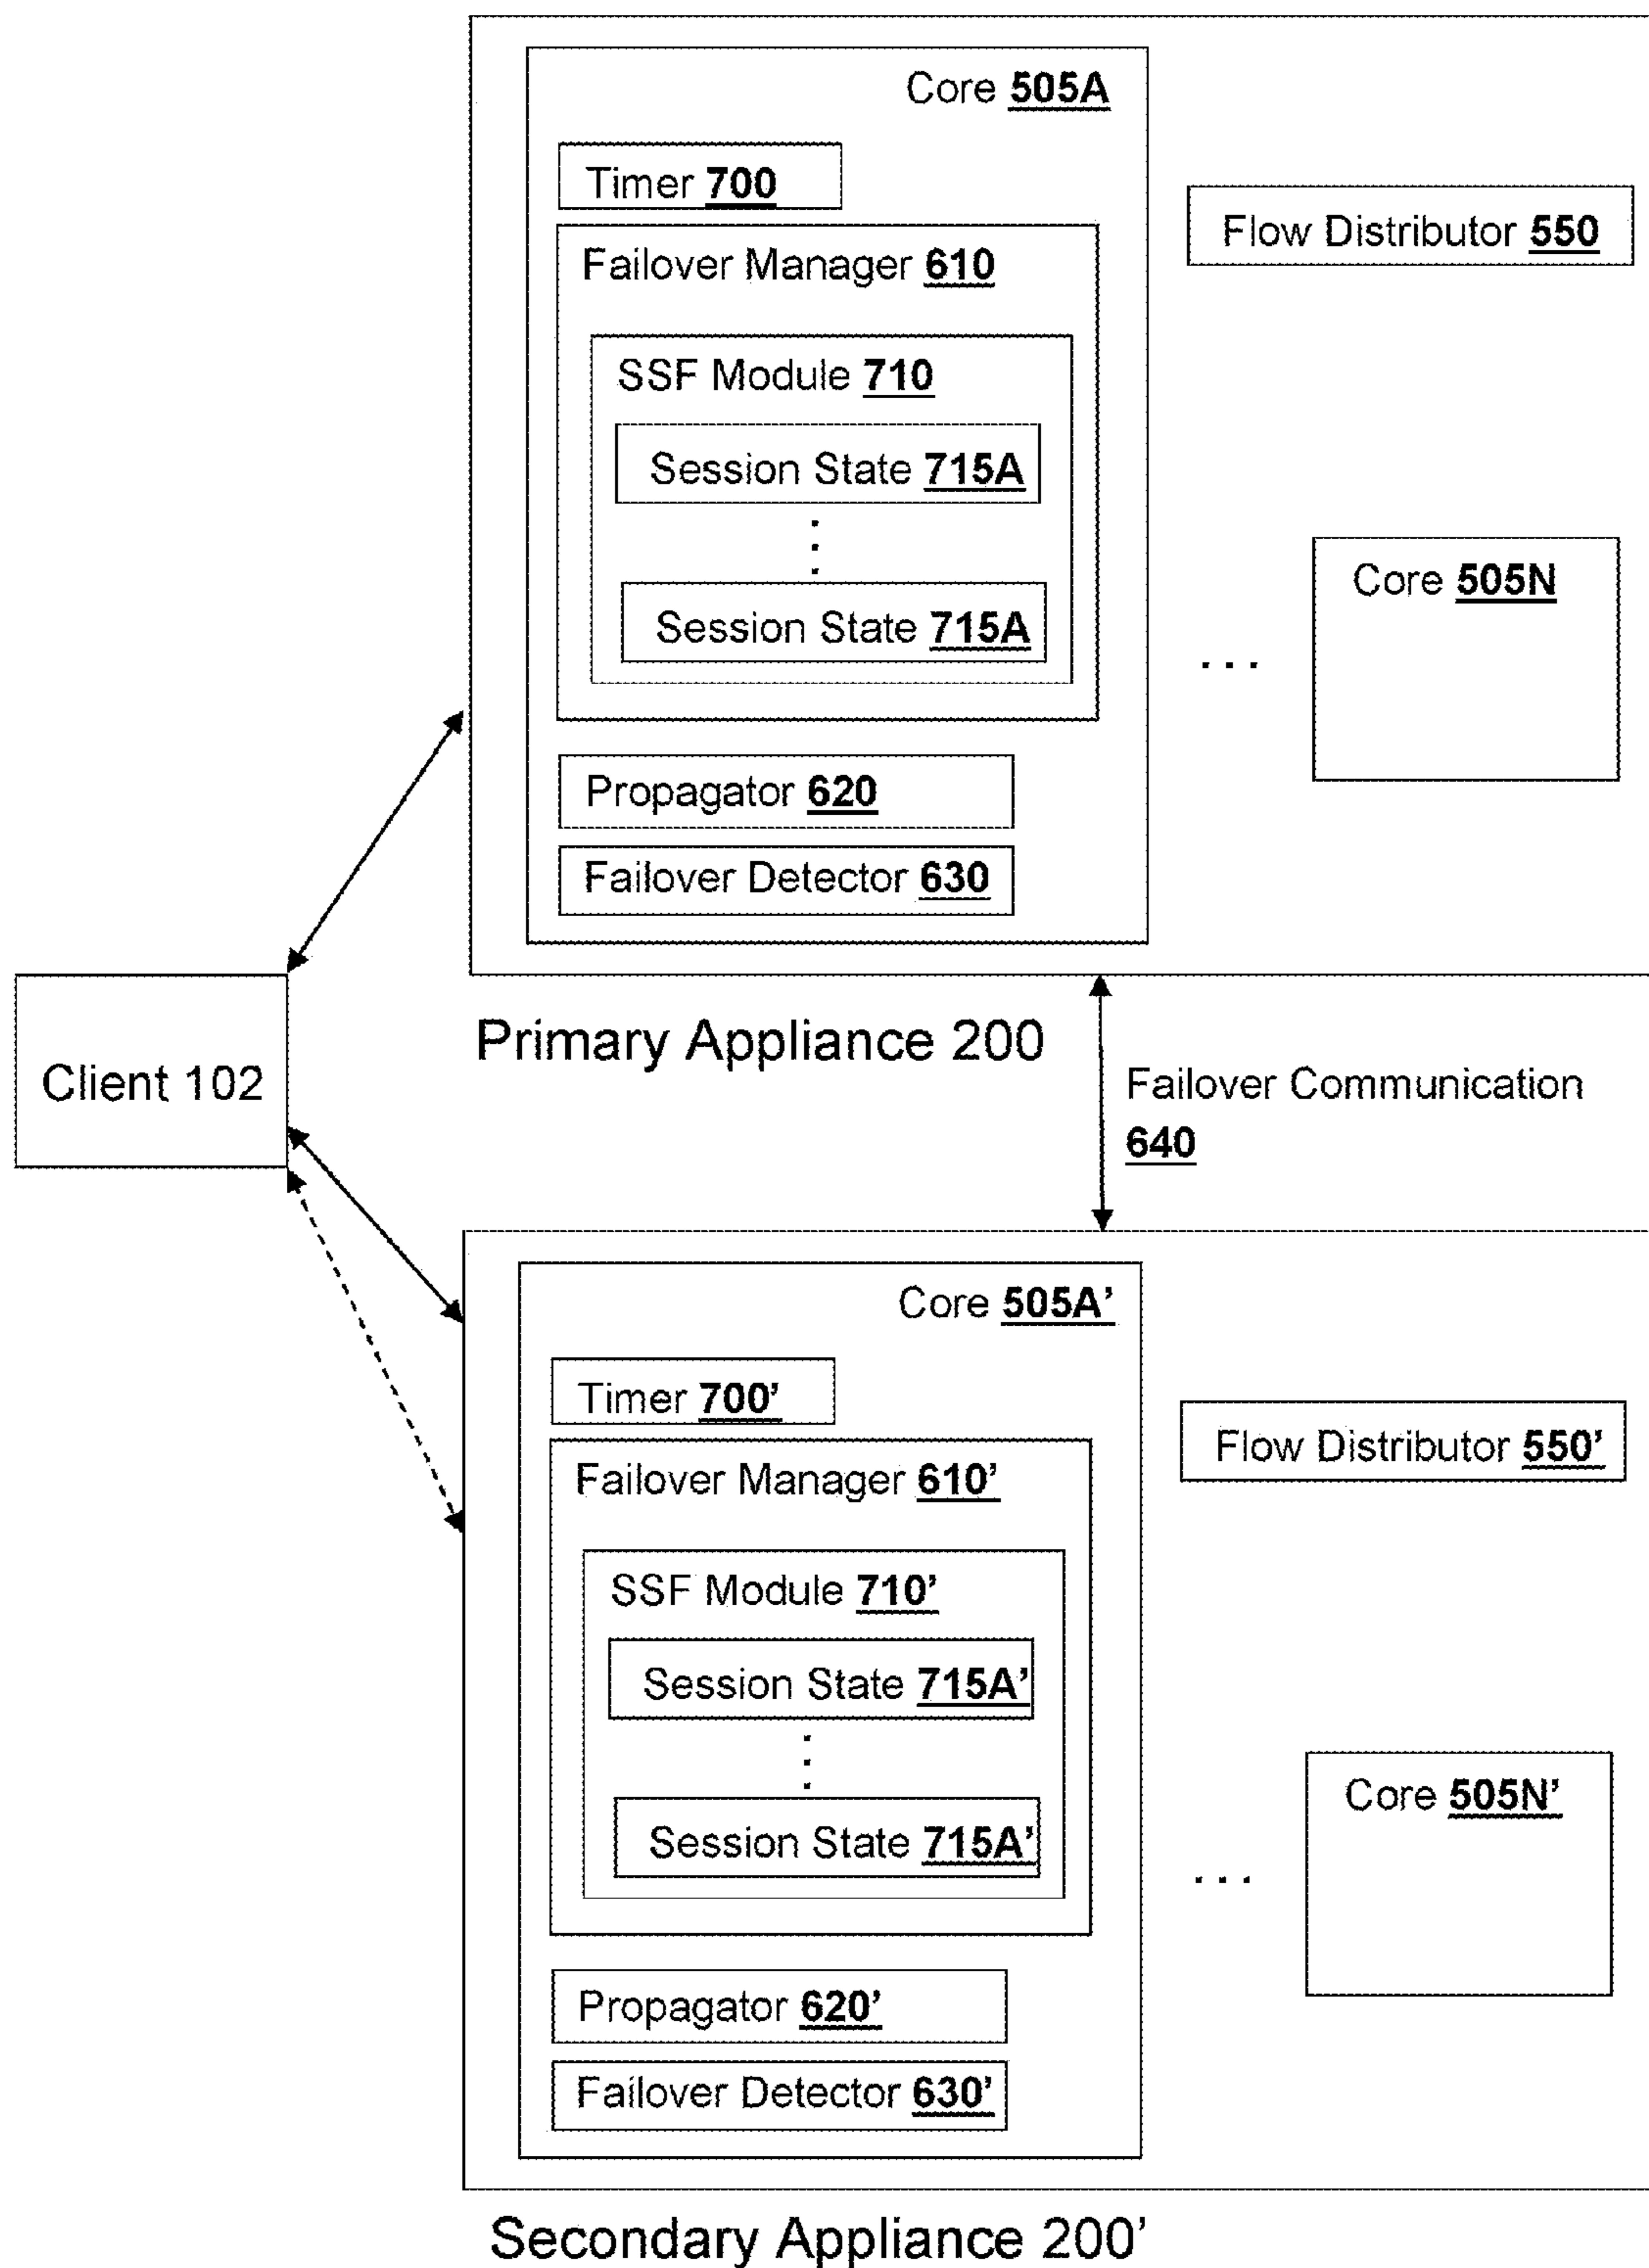 Core 505A
Timer 700
Flow Distributor 550
Failover Manager 610
SSF Module 710
Session State 715A
Core 505N
Session State 715A
...
Propagator 620
Failover Detector 630
Primary Appliance 200
Client 102
Failover Communication
640
Core 505A’
Timer 700’
Flow Distributor 550’
Failover Manager 610’
SSF Module 710’
Session State 715A’
Core 505N’
Session State 715A’
...
Propagator 620’
Failover Detector 630’
Secondary Appliance 200’